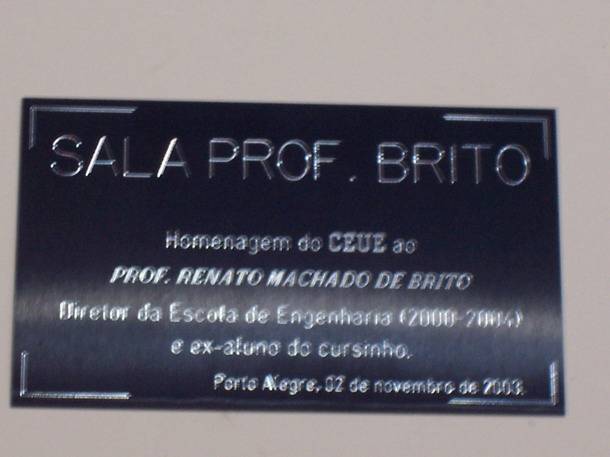 SALA PROF. BRITO
Homenagem do CEUE ao
PROF. RENATO MACHADO DE BRITO
Diretor da Escola de Engenharia (2000-2004)
e ex-aluno do cursinho.
Porto Alegre, 02 de novembro de 2003.